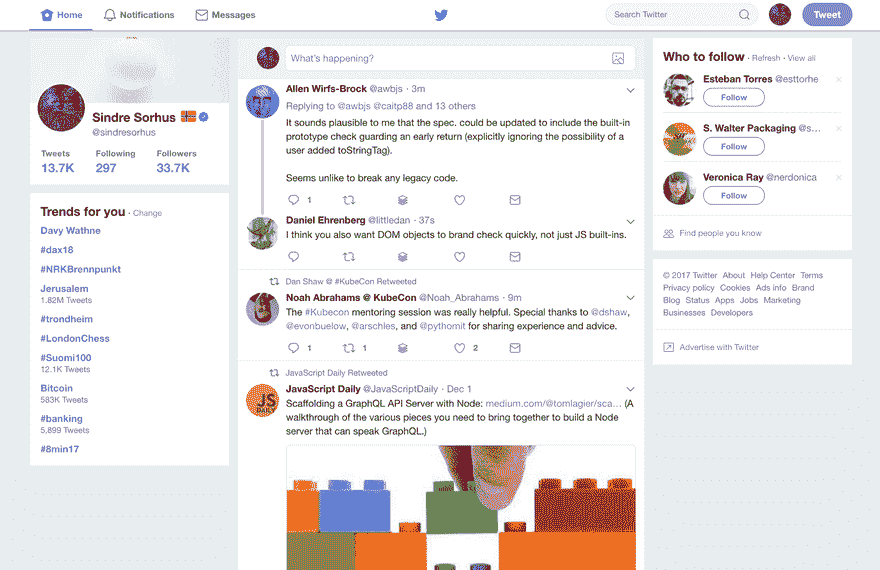 Home
Notifications
Messages
Search Twitter
Tweet
Sindre Sorhus
@sindresorhus
Tweets Following Followers
13.7K 297 33.7K
Trends for you · Change
Davy Wathne
#dax18
#NRKBrennpunkt
Jerusalem
1.82M Tweets
#trondheim
#LondonChess
#Suomi100
12.1K Tweets
Bitcoin
583K Tweets
#banking
5,899 Tweets
#8min17
What's happening?
Allen Wirfs-Brock @awbjs · 3m
Replying to @awbjs @caitp88 and 13 others
It sounds plausible to me that the spec. could be updated to include the built-in
prototype check guarding an early return (explicitly ignoring the possibility of a
user added toStringTag).
Seems unlike to break any legacy code.
1
Daniel Ehrenberg @littledan · 37s
I think you also want DOM objects to brand check quickly, not just JS built-ins.
Dan Shaw @ #KubeCon Retweeted
Noah Abrahams @ KubeCon @Noah_Abrahams · 9m
The #Kubecon mentoring session was really helpful. Special thanks to @dshaw,
@evonbuelow, @arschles, and @pythomit for sharing experience and advice.
1 1 2
JavaScript Daily Retweeted
JavaScript Daily @JavaScriptDaily · Dec 1
Scaffolding a GraphQL API Server with Node: medium.com/@tomlagier/sca... (A
walkthrough of the various pieces you need to bring together to build a Node
server that can speak GraphQL.)
JS
DAILY
Who to follow · Refresh · View all
Esteban Torres @esttorhe
Follow
S. Walter Packaging @s...
Follow
Veronica Ray @nerdonica
Follow
Find people you know
© 2017 Twitter About Help Center Terms
Privacy policy Cookies Ads info Brand
Blog Status Apps Jobs Marketing
Businesses Developers
Advertise with Twitter